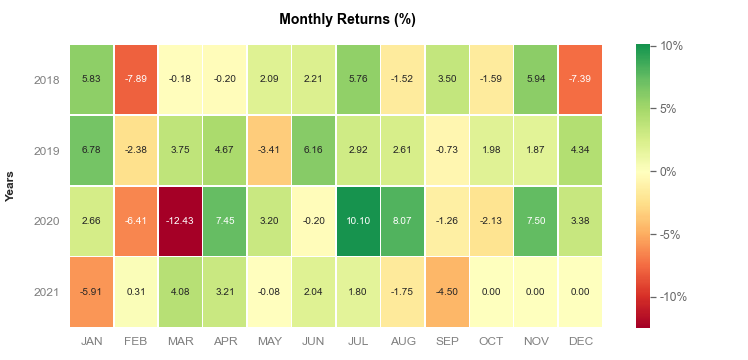 Monthly Returns (%)
Years
2018 5.83 -7.89 -0.18 -0.20 2.09 2.21 5.76 -1.52 3.50 -1.59 5.94 -7.39
2019 6.78 -2.38 3.75 4.67 -3.41 6.16 2.92 2.61 -0.73 1.98 1.87 4.34
2020 2.66 -6.41 -12.43 7.45 3.20 -0.20 10.10 8.07 -1.26 -2.13 7.50 3.38
2021 -5.91 0.31 4.08 3.21 -0.08 2.04 1.80 -1.75 -4.50 0.00 0.00 0.00
JAN FEB MAR APR MAY JUN JUL AUG SEP OCT NOV DEC
10%
5%
0%
-5%
-10%